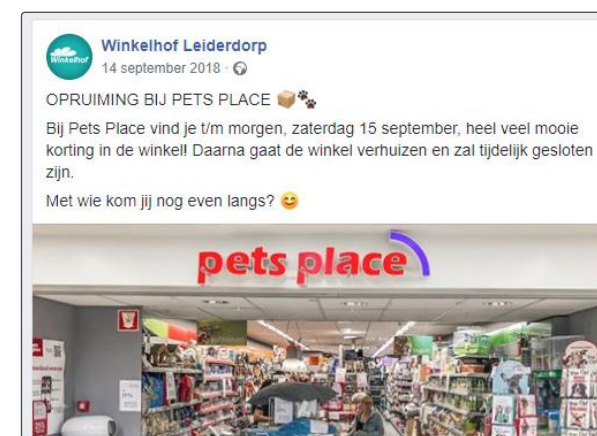 Winkelhof Leiderdorp
Winkelhof
14 september 2018 ·
OPRUIMING BIJ PETS PLACE 📦🐾
Bij Pets Place vind je t/m morgen, zaterdag 15 september, heel veel mooie
korting in de winkel! Daarna gaat de winkel verhuizen en zal tijdelijk gesloten
zijn.
Met wie kom jij nog even langs? 😊
pets place